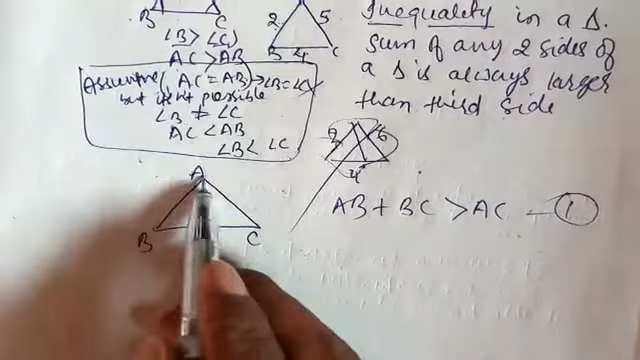 B C
∠B > ∠C
AC > AB
Assume (AC = AB) → ∠B = ∠C
but it is not possible
∠B ≠ ∠C
AC < AB
∠B < ∠C
2 5
B 4 C
Inequality in a Δ.
Sum of any 2 sides of
a Δ is always larger
than third side
2 6
4
A
B C
AB + BC > AC — 1